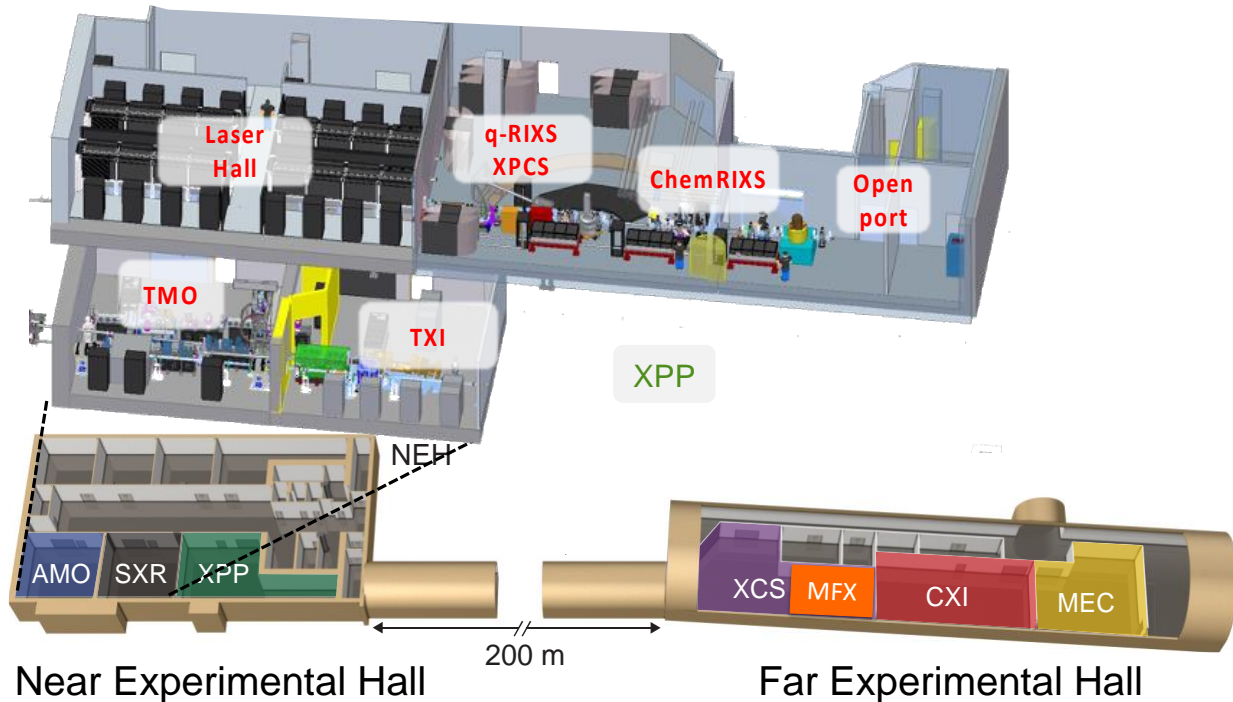 Laser
Hall
q-RIXS
XPCS
ChemRIXS
Open
port
TMO
TXI
XPP
NEH
AMO
SXR
XPP
XCS
MFX
CXI
MEC
200 m
Near Experimental Hall
Far Experimental Hall